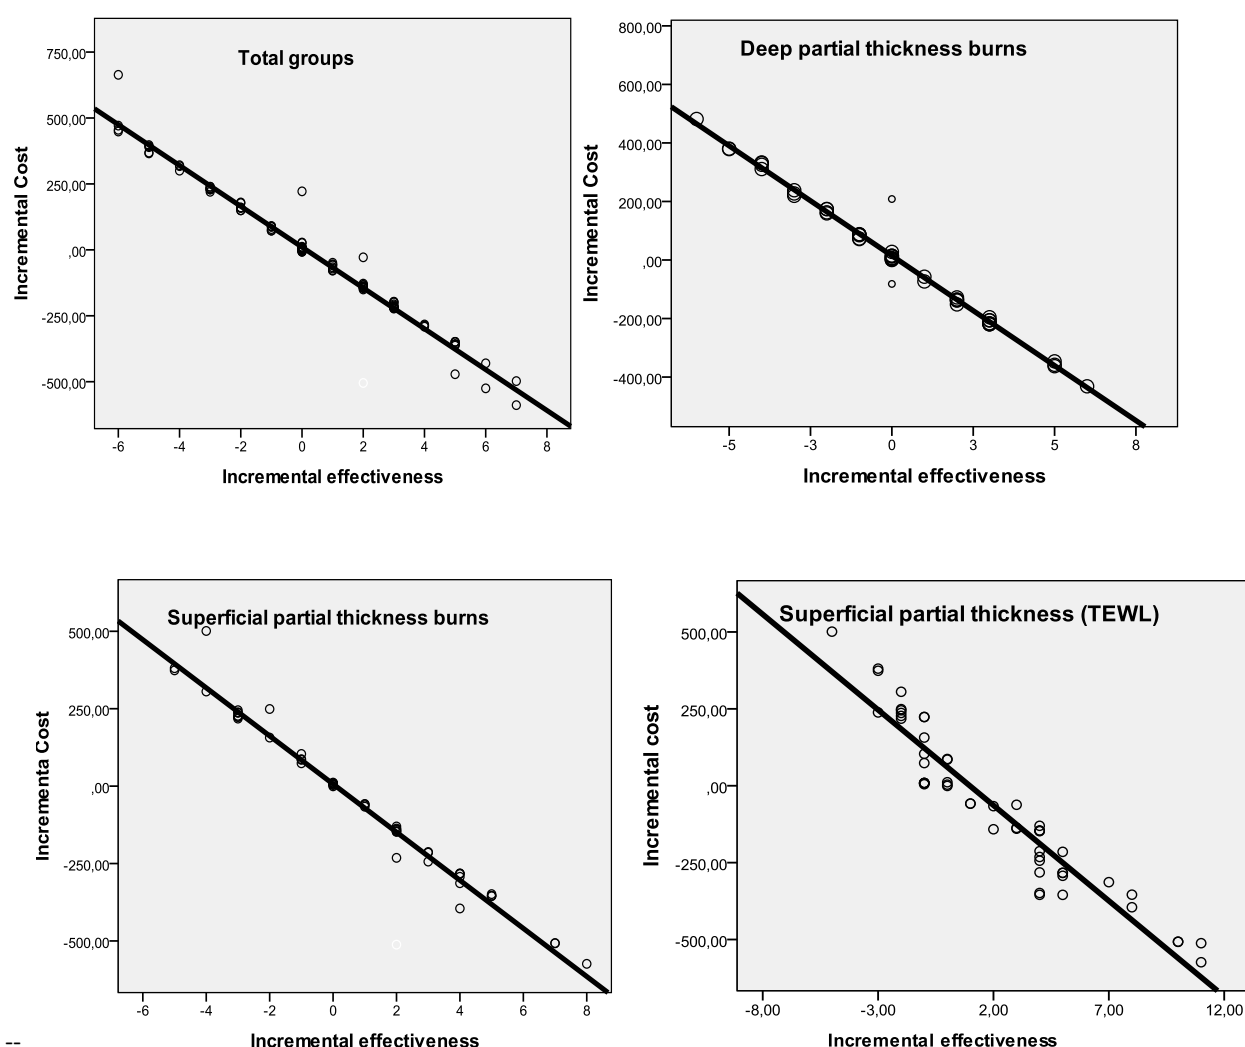 Total groups
750,00
500,00
250,00
,00
-250,00
-500,00
Incremental Cost
-6 -4 -2 0 2 4 6 8
Incremental effectiveness
Deep partial thickness burns
800,00
600,00
400,00
200,00
,00
-200,00
-400,00
Incremental Cost
-5 -3 0 3 5 8
Incremental effectiveness
Superficial partial thickness burns
500,00
250,00
,00
-250,00
-500,00
Incrementa Cost
-6 -4 -2 0 2 4 6 8
Incremental effectiveness
Superficial partial thickness (TEWL)
500,00
250,00
,00
-250,00
-500,00
Incremental cost
-8,00 -3,00 2,00 7,00 12,00
Incremental effectiveness
--